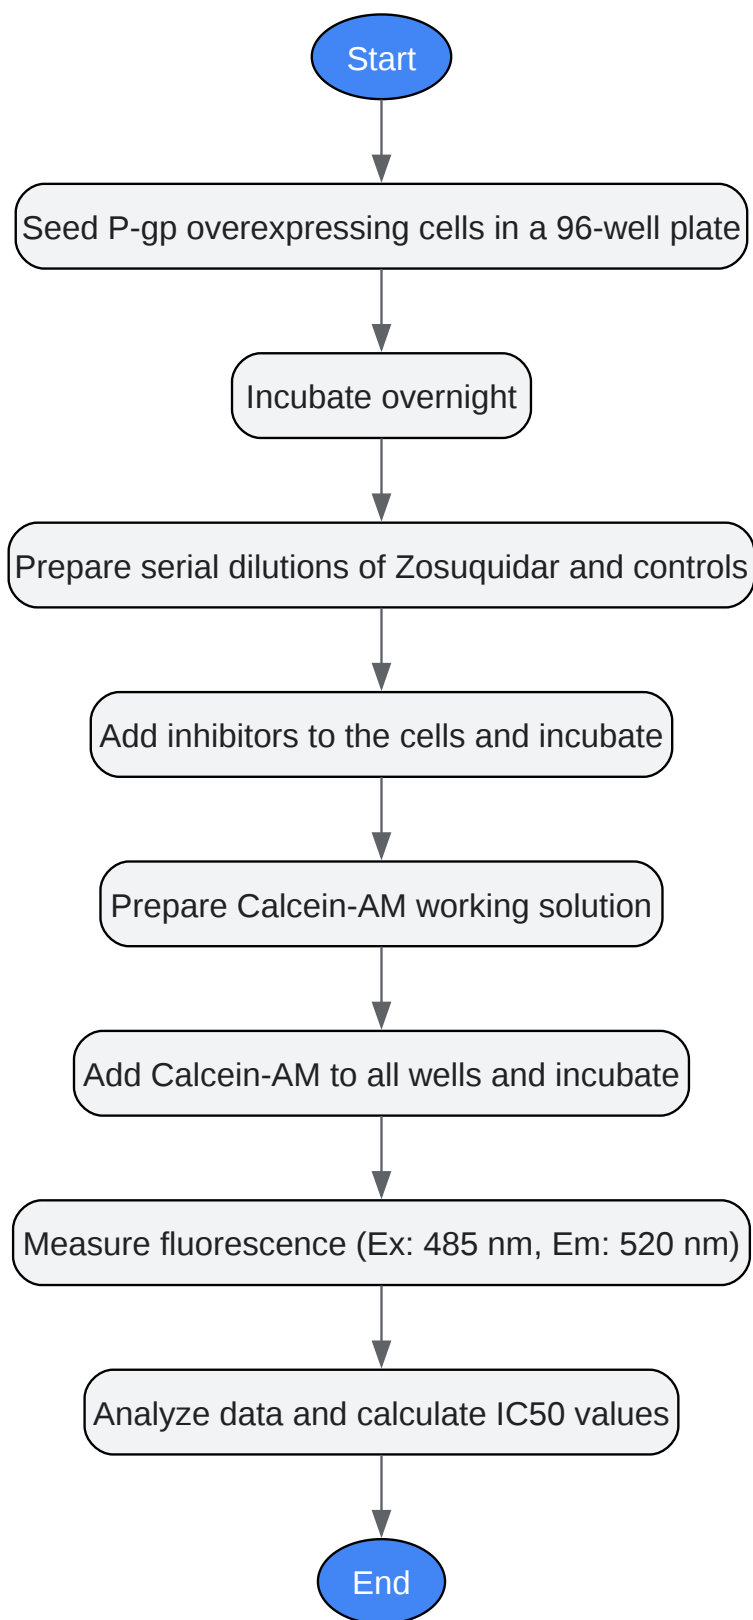 Start
Seed P-gp overexpressing cells in a 96-well plate
Incubate overnight
Prepare serial dilutions of Zosuquidar and controls
Add inhibitors to the cells and incubate
Prepare Calcein-AM working solution
Add Calcein-AM to all wells and incubate
Measure fluorescence (Ex: 485 nm, Em: 520 nm)
Analyze data and calculate IC50 values
End